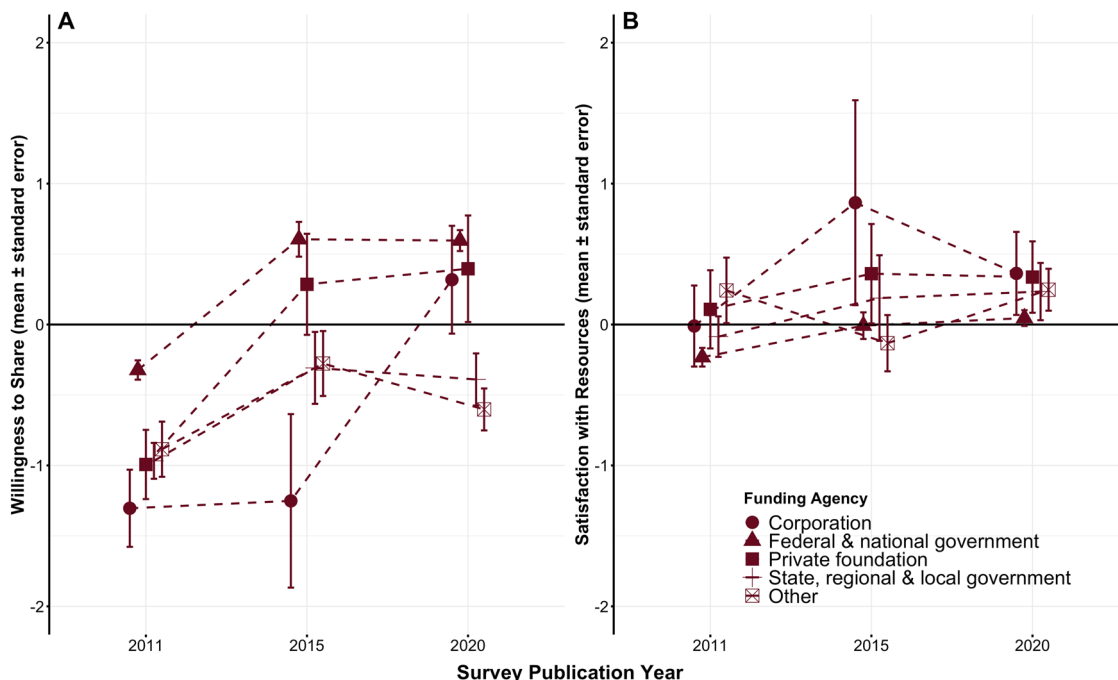 A
B
Willingness to Share (mean ± standard error)
2
1
0
-1
-2
2011
2015
2020
Satisfaction with Resources (mean ± standard error)
2
1
0
-1
-2
Funding Agency
Corporation
Federal & national government
Private foundation
State, regional & local government
Other
2011
2015
2020
Survey Publication Year